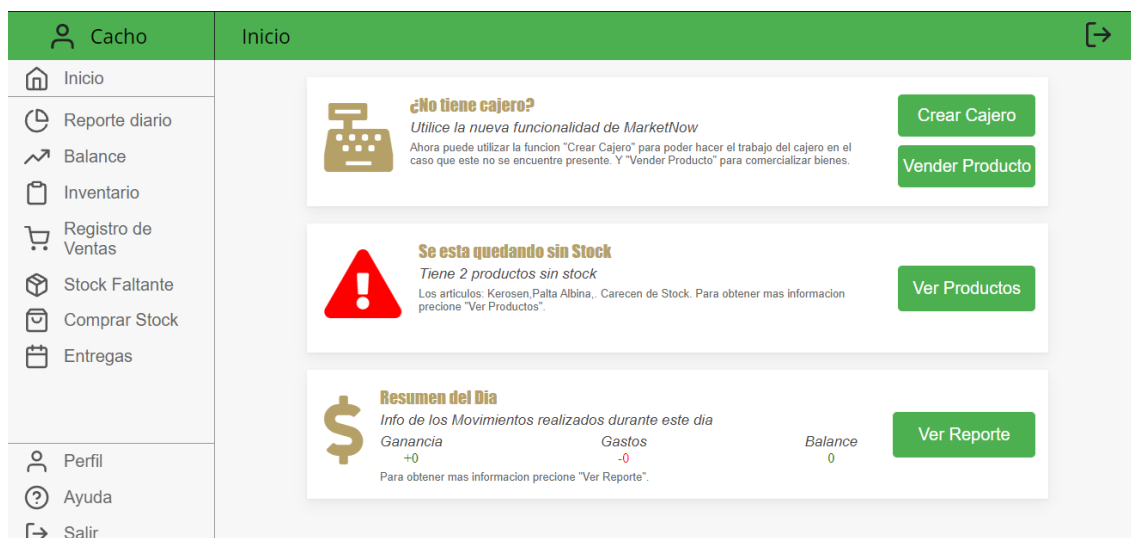 Cacho
Inicio
Inicio
Reporte diario
Balance
Inventario
Registro de
Ventas
Stock Faltante
Comprar Stock
Entregas
Perfil
Ayuda
Salir
¿No tiene cajero?
Utilice la nueva funcionalidad de MarketNow
Ahora puede utilizar la funcion "Crear Cajero" para poder hacer el trabajo del cajero en el
caso que este no se encuentre presente. Y "Vender Producto" para comercializar bienes.
Crear Cajero
Vender Producto
Se esta quedando sin Stock
Tiene 2 productos sin stock
Los articulos: Kerosen,Palta Albina,. Carecen de Stock. Para obtener mas informacion
precione "Ver Productos".
Ver Productos
Resumen del Dia
Info de los Movimientos realizados durante este dia
Ganancia Gastos Balance
+0 -0 0
Para obtener mas informacion precione "Ver Reporte".
Ver Reporte